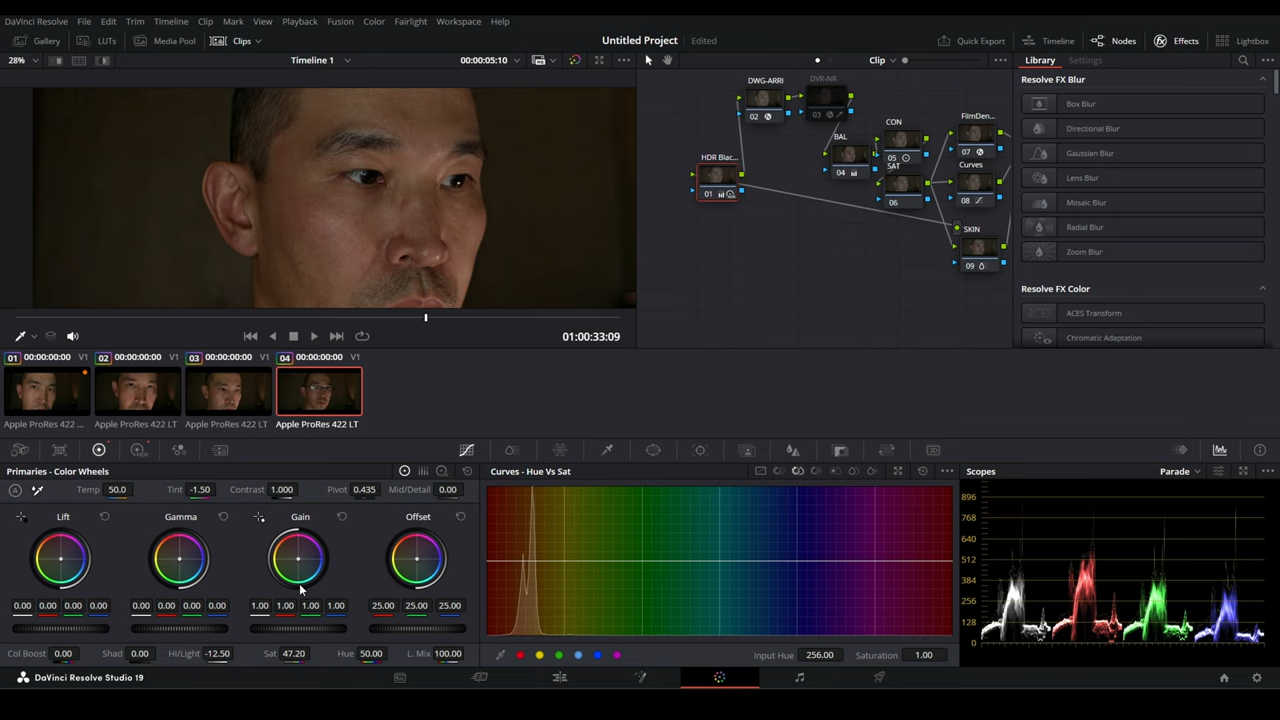 DaVinci Resolve File Edit Trim Timeline Clip Mark View Playback Fusion Color Fairlight Workspace Help
Gallery LUTs Media Pool Clips Untitled Project Edited Quick Export Timeline Nodes Effects Lightbox
28% Timeline 1 00:00:05:10 Clip Library Settings
Resolve FX Blur
Box Blur
Directional Blur
Gaussian Blur
Lens Blur
Mosaic Blur
Radial Blur
Zoom Blur
Resolve FX Color
ACES Transform
Chromatic Adaptation
DWG-ARRI
02
DVR-NR
03
HDR Blac...
01
BAL
04
CON
05
SAT
06
FilmDen...
07
Curves
08
SKIN
09
01:00:33:09
01 00:00:00:00 V1 02 00:00:00:00 V1 03 00:00:00:00 V1 04 00:00:00:00 V1
Apple ProRes 422 ... Apple ProRes 422 LT Apple ProRes 422 LT Apple ProRes 422 LT
Primaries - Color Wheels
A Temp 50.0 Tint -1.50 Contrast 1.000 Pivot 0.435 Mid/Detail 0.00
Lift Gamma Gain Offset
0.00 0.00 0.00 0.00 0.00 0.00 0.00 0.00 1.00 1.00 1.00 1.00 25.00 25.00 25.00
Col Boost 0.00 Shad 0.00 Hi/Light -12.50 Sat 47.20 Hue 50.00 L. Mix 100.00
Curves - Hue Vs Sat
Input Hue 256.00 Saturation 1.00
Scopes Parade
896
768
640
512
384
256
128
0
DaVinci Resolve Studio 19